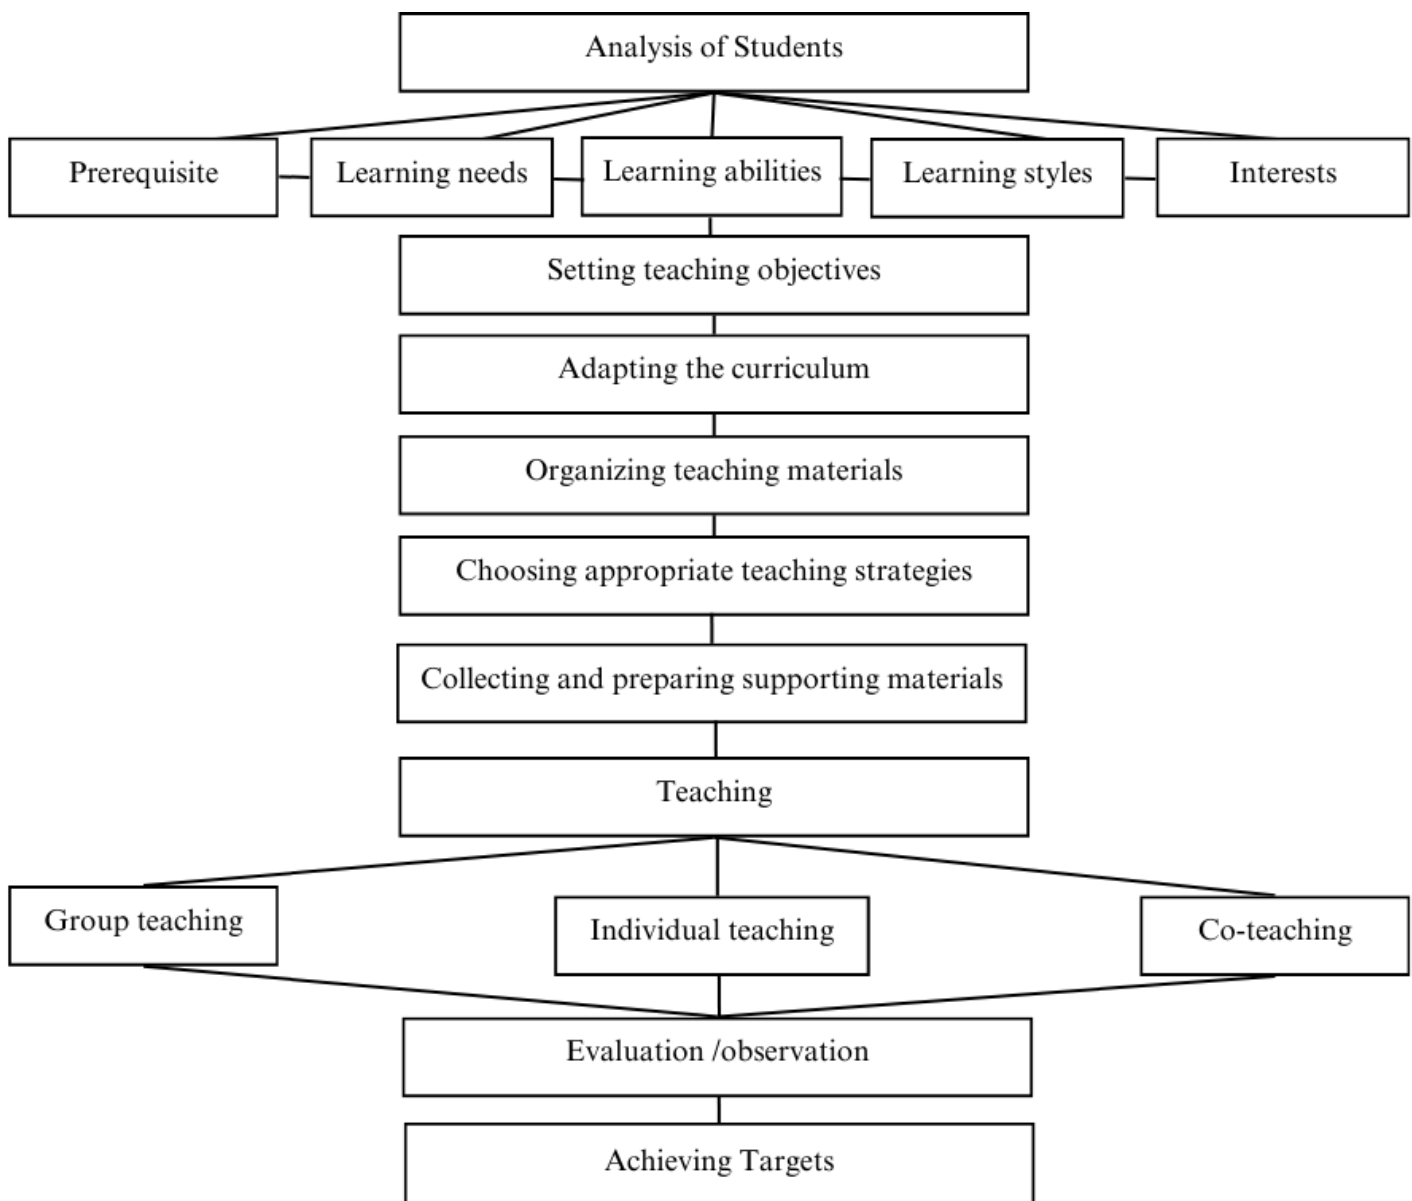 Analysis of Students
Prerequisite
Learning needs
Learning abilities
Learning styles
Interests
Setting teaching objectives
Adapting the curriculum
Organizing teaching materials
Choosing appropriate teaching strategies
Collecting and preparing supporting materials
Teaching
Group teaching
Individual teaching
Co-teaching
Evaluation /observation
Achieving Targets